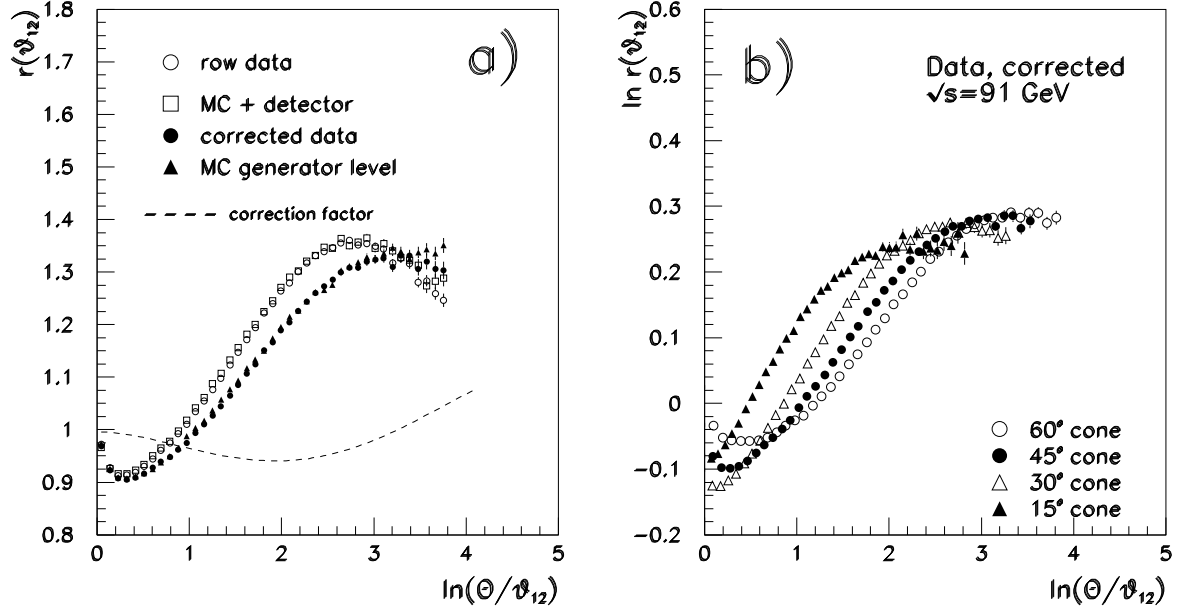 a)
r(ϑ₁₂)
1.8
1.7
1.6
1.5
1.4
1.3
1.2
1.1
1
0.9
0.8
row data
MC + detector
corrected data
MC generator level
correction factor
0 1 2 3 4 5
ln(Θ/ϑ₁₂)
b)
ln r(ϑ₁₂)
0.6
0.5
0.4
0.3
0.2
0.1
0
−0.1
−0.2
Data, corrected
√s=91 GeV
60° cone
45° cone
30° cone
15° cone
0 1 2 3 4 5
ln(Θ/ϑ₁₂)